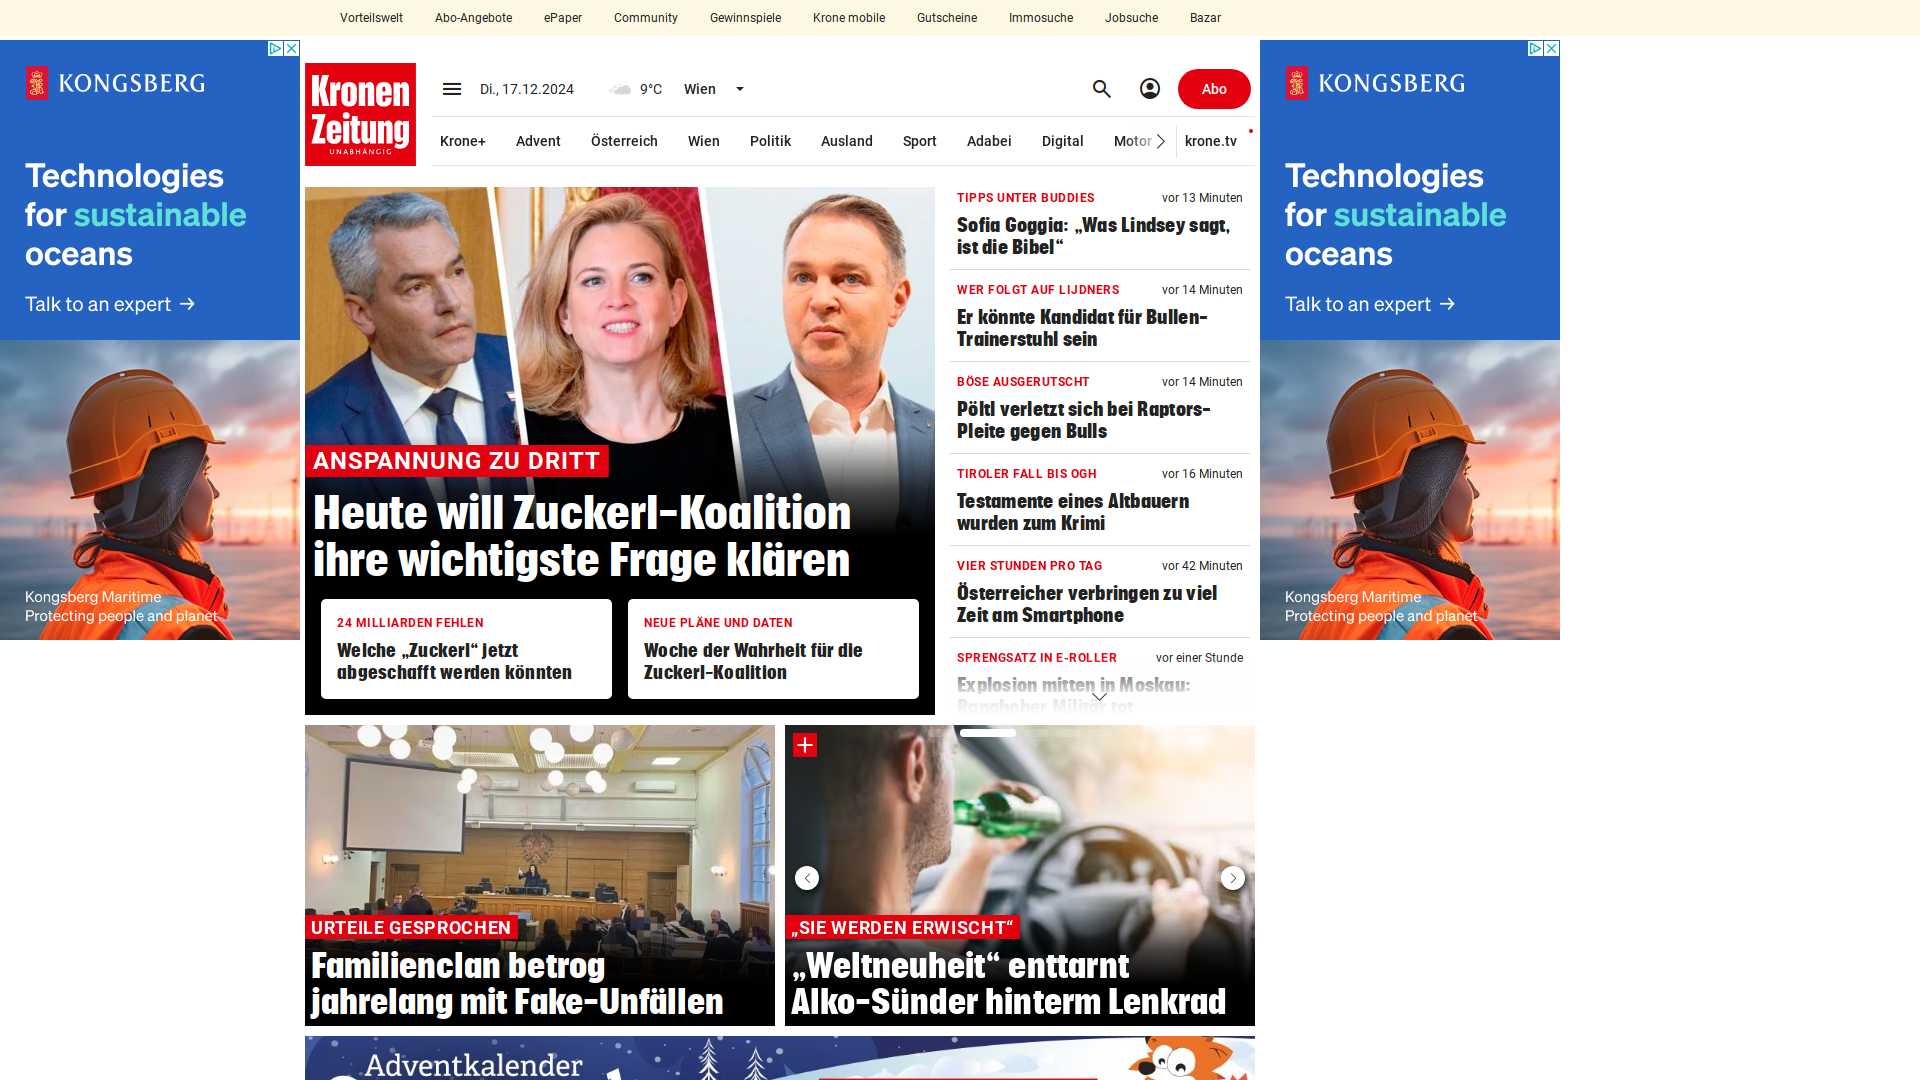 Vorteilswelt Abo-Angebote ePaper Community Gewinnspiele Krone mobile Gutscheine Immosuche Jobsuche Bazar
KONGSBERG
Technologies
for sustainable
oceans
Talk to an expert →
Kongsberg Maritime
Protecting people and planet
Kronen
Zeitung
UNABHÄNGIG
Di., 17.12.2024 9°C Wien Abo
Krone+ Advent Österreich Wien Politik Ausland Sport Adabei Digital Motor krone.tv
ANSPANNUNG ZU DRITT
Heute will Zuckerl-Koalition
ihre wichtigste Frage klären
24 MILLIARDEN FEHLEN
Welche „Zuckerl“ jetzt
abgeschafft werden könnten
NEUE PLÄNE UND DATEN
Woche der Wahrheit für die
Zuckerl-Koalition
TIPPS UNTER BUDDIES vor 13 Minuten
Sofia Goggia: „Was Lindsey sagt,
ist die Bibel“
WER FOLGT AUF LIJNDERS vor 14 Minuten
Er könnte Kandidat für Bullen-
Trainerstuhl sein
BÖSE AUSGERUTSCHT vor 14 Minuten
Pöltl verletzt sich bei Raptors-
Pleite gegen Bulls
TIROLER FALL BIS OGH vor 16 Minuten
Testamente eines Altbauern
wurden zum Krimi
VIER STUNDEN PRO TAG vor 42 Minuten
Österreicher verbringen zu viel
Zeit am Smartphone
SPRENGSATZ IN E-ROLLER vor einer Stunde
Explosion mitten in Moskau:
Ranghoher Militär tot
KONGSBERG
Technologies
for sustainable
oceans
Talk to an expert →
Kongsberg Maritime
Protecting people and planet
URTEILE GESPROCHEN
Familienclan betrog
jahrelang mit Fake-Unfällen
„SIE WERDEN ERWISCHT“
„Weltneuheit“ enttarnt
Alko-Sünder hinterm Lenkrad
Adventkalender